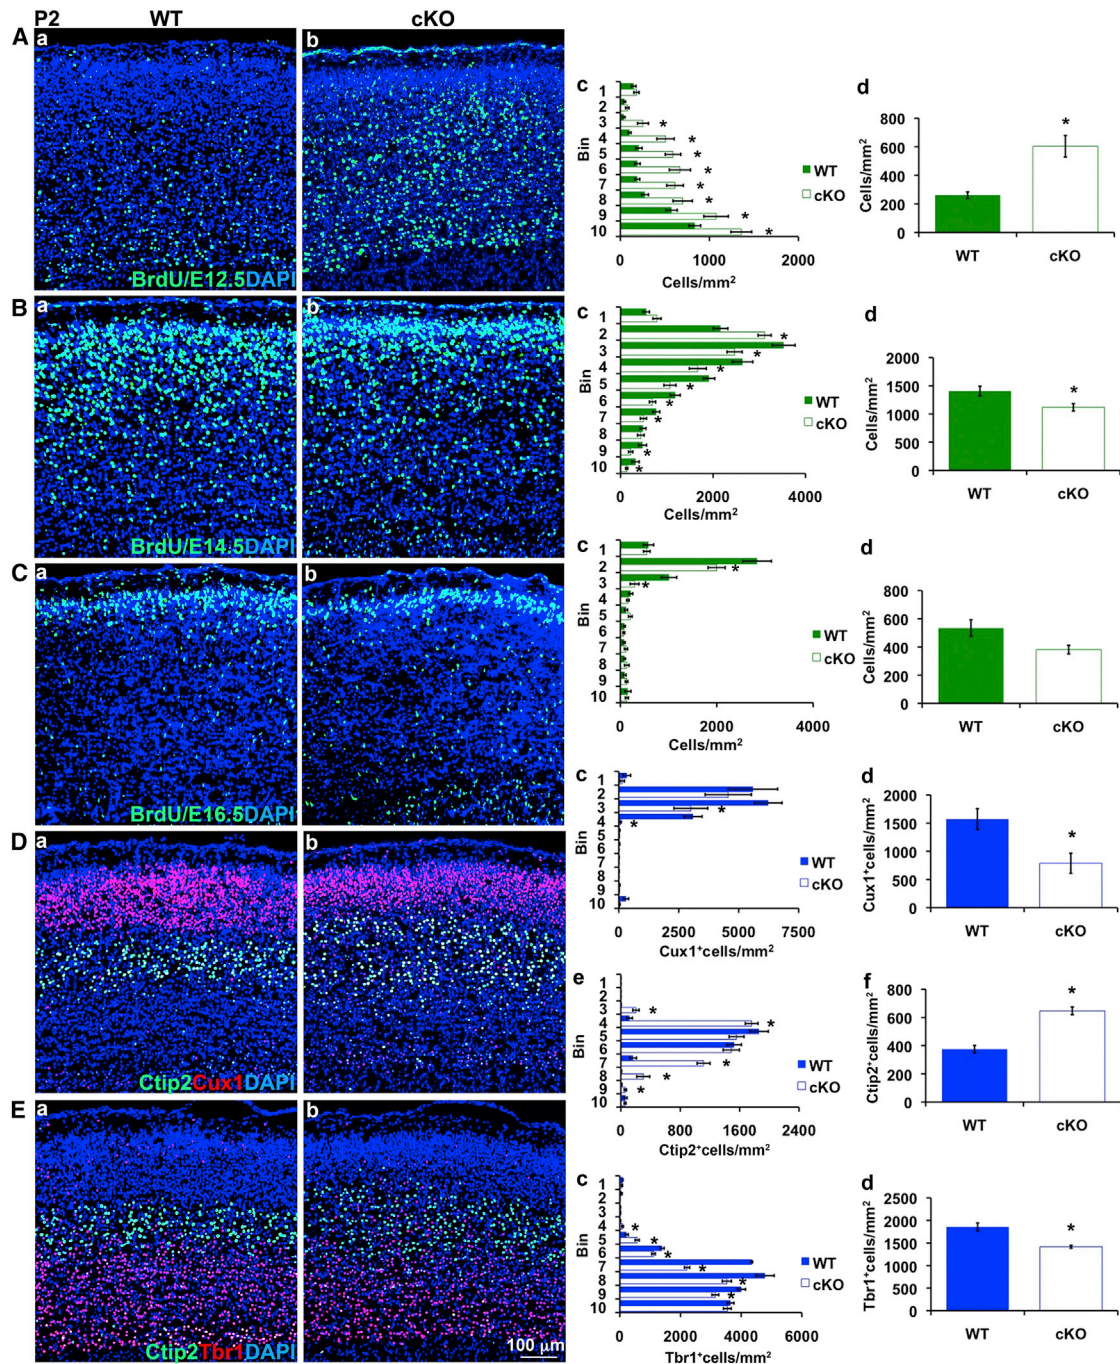 P2 WT cKO
A a b
BrdU/E12.5DAPI
c
Bin
1
2
3 *
4 *
5 *
6 *
7 *
8 *
9 *
10 *
0 1000 2000
Cells/mm²
WT
cKO
d
Cells/mm²
800
600
400
200
0
*
WT cKO
B a b
BrdU/E14.5DAPI
c
Bin
1
2 *
3 *
4 *
5 *
6 *
7 *
8
9 *
10 *
0 2000 4000
Cells/mm²
WT
cKO
d
Cells/mm²
2000
1500
1000
500
0
*
WT cKO
C a b
BrdU/E16.5DAPI
c
Bin
1
2 *
3 *
4
5
6
7
8
9
10
0 2000 4000
Cells/mm²
WT
cKO
d
Cells/mm²
800
600
400
200
0
WT cKO
D a b
Ctip2Cux1DAPI
c
Bin
1
2
3 *
4 *
5
6
7
8
9
10
0 2500 5000 7500
Cux1⁺cells/mm²
WT
cKO
d
Cux1⁺cells/mm²
2000
1500
1000
500
0
*
WT cKO
e
Bin
1
2
3 *
4 *
5
6
7 *
8 *
9 *
10
0 800 1600 2400
Ctip2⁺cells/mm²
WT
cKO
f
Ctip2⁺cells/mm²
800
600
400
200
0
*
WT cKO
E a b
Ctip2Tbr1DAPI
100 μm
c
Bin
1
2
3
4 *
5 *
6 *
7 *
8 *
9 *
10
0 2000 4000 6000
Tbr1⁺cells/mm²
WT
cKO
d
Tbr1⁺cells/mm²
2500
2000
1500
1000
500
0
*
WT cKO